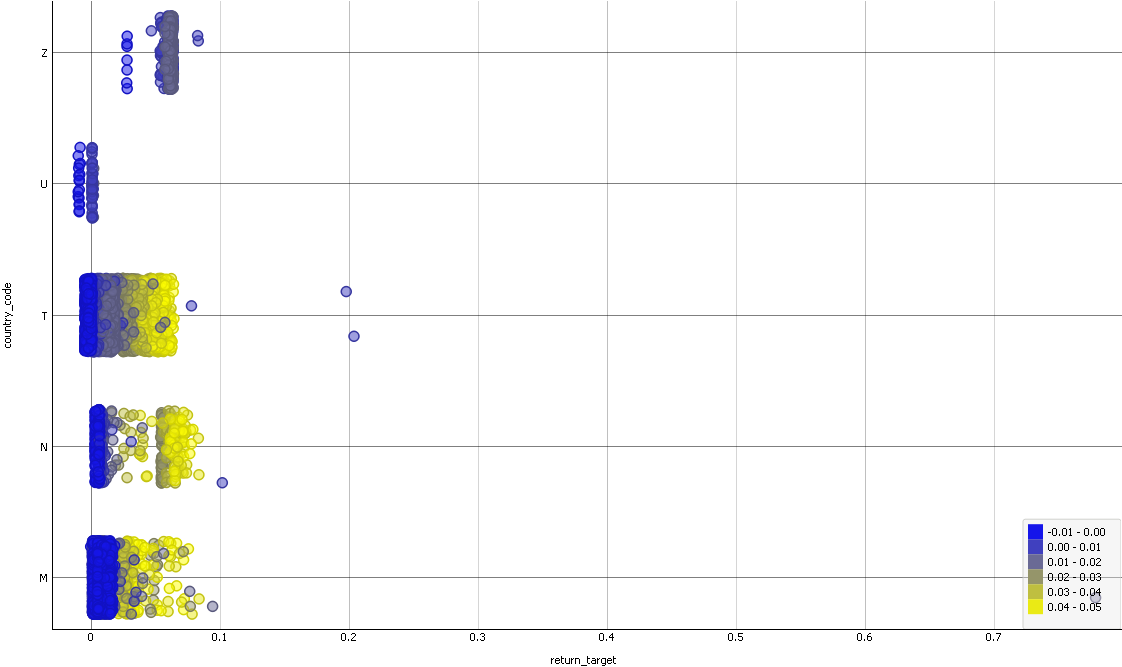 Z
U
T
N
M
country_code
0
0.1
0.2
0.3
0.4
0.5
0.6
0.7
return_target
-0.01 - 0.00
0.00 - 0.01
0.01 - 0.02
0.02 - 0.03
0.03 - 0.04
0.04 - 0.05